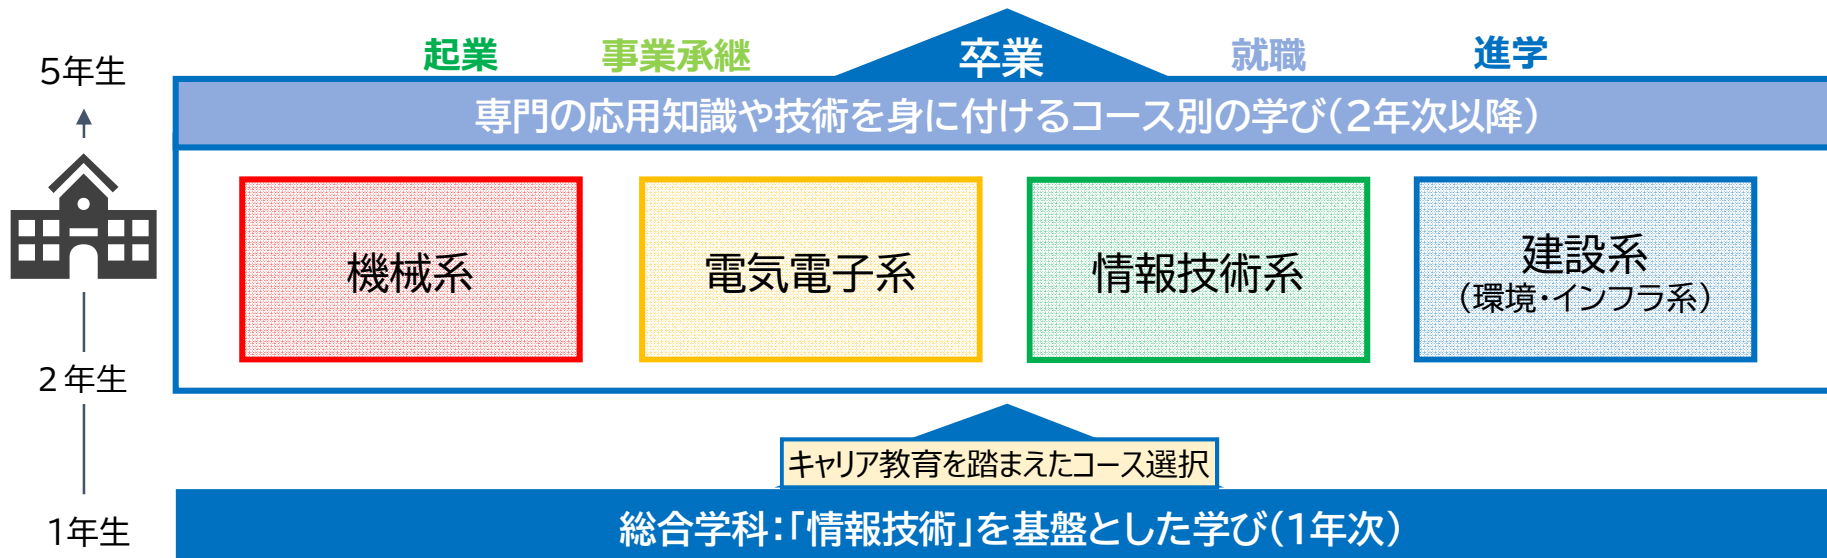 起業
事業承継
卒業
就職
進学
5年生
専門の応用知識や技術を身に付けるコース別の学び(2年次以降)
機械系
電気電子系
情報技術系
建設系
(環境・インフラ系)
2年生
キャリア教育を踏まえたコース選択
1年生
総合学科:「情報技術」を基盤とした学び(1年次)